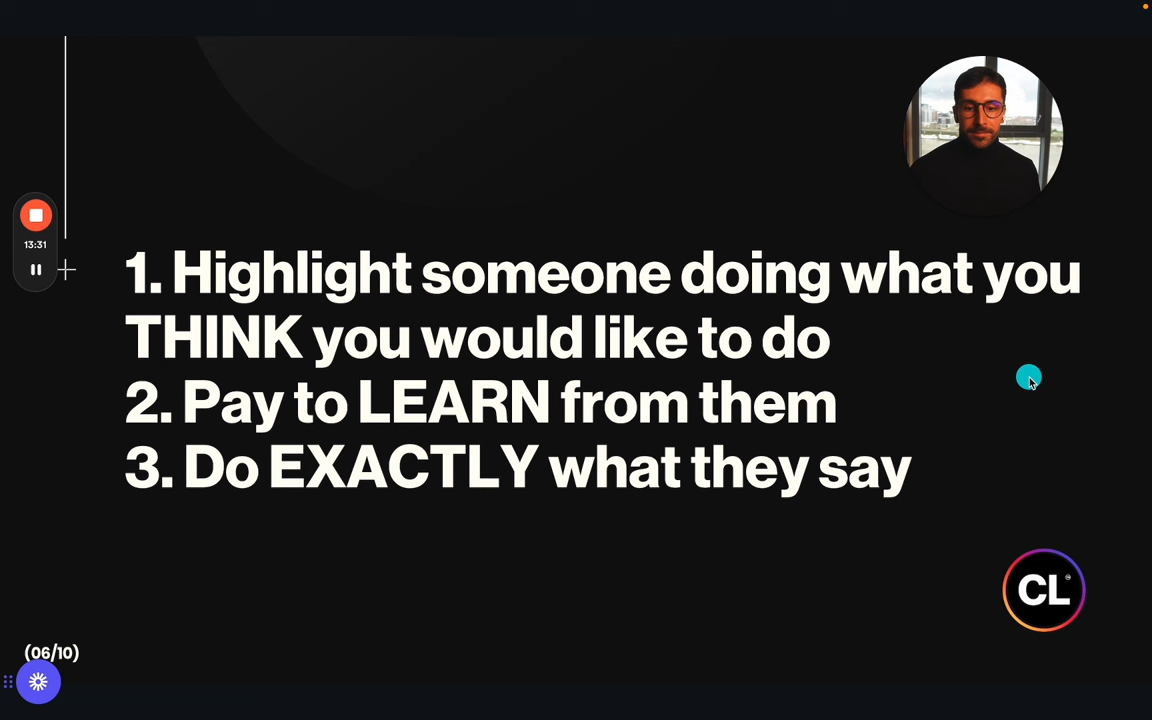 13:31
1. Highlight someone doing what you
THINK you would like to do
2. Pay to LEARN from them
3. Do EXACTLY what they say
CL
(06/10)